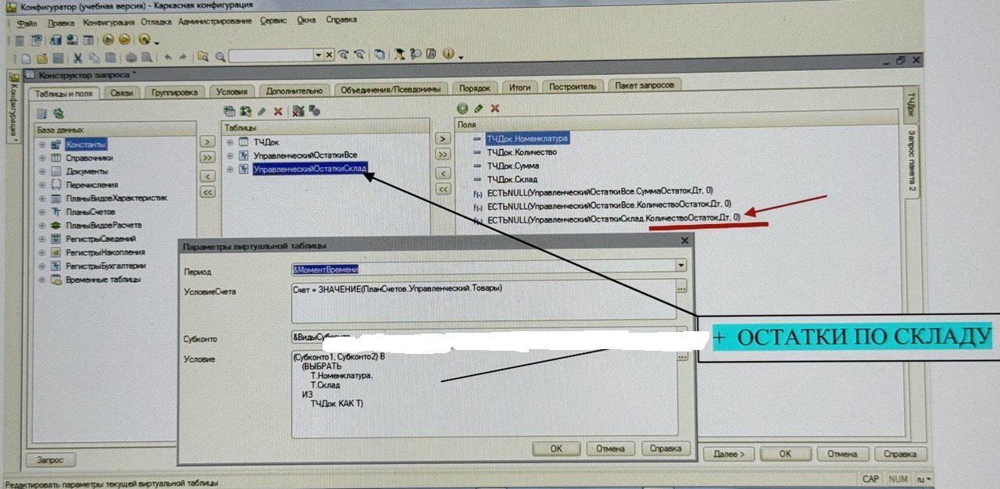 Конфигуратор (учебная версия) - Каркасная конфигурация
Файл Правка Конфигурация Отладка Администрирование Сервис Окна Справка
Конструктор запроса *
Конфигурация *
Таблицы и поля Связи Группировка Условия Дополнительно Объединения/Псевдонимы Порядок Итоги Построитель Пакет запросов
База данных
Константы
Справочники
Документы
Перечисления
ПланыВидовХарактеристик
ПланыСчетов
ПланыВидовРасчета
РегистрыСведений
РегистрыНакопления
РегистрыБухгалтерии
Временные таблицы
>
>>
<
<<
Таблицы
ТЧДок
УправленческийОстаткиВсе
УправленческийОстаткиСклад
>
>>
<
<<
Поля
ТЧДок.Номенклатура
ТЧДок.Количество
ТЧДок.Сумма
ТЧДок.Склад
ЕСТЬNULL(УправленческийОстаткиВсе.СуммаОстатокДт, 0)
ЕСТЬNULL(УправленческийОстаткиВсе.КоличествоОстатокДт, 0)
ЕСТЬNULL(УправленческийОстаткиСклад.КоличествоОстатокДт, 0)
ТЧДок
Запрос пакета 2
Параметры виртуальной таблицы
Период
&МоментВремени
УсловиеСчета
Счет = ЗНАЧЕНИЕ(ПланСчетов.Управленческий.Товары)
...
Субконто
&ВидыСубконто
Условие
(Субконто1, Субконто2) В
(ВЫБРАТЬ
Т.Номенклатура,
Т.Склад
ИЗ
ТЧДок КАК Т)
...
+ ОСТАТКИ ПО СКЛАДУ
OK Отмена Справка
Запрос
Далее > OK Отмена Справка
Редактировать параметры текущей виртуальной таблицы
CAP NUM ru